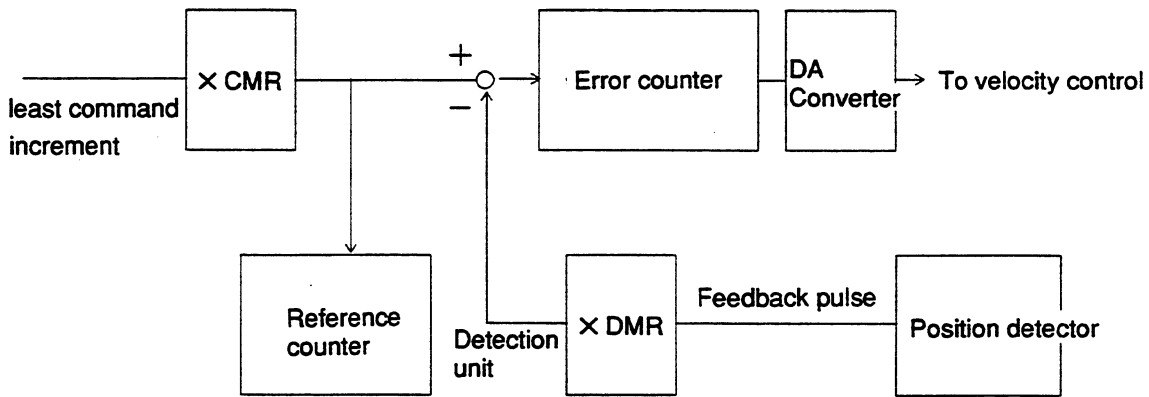 × CMR
least command
increment
+
−
Error counter
DA
Converter
To velocity control
Reference
counter
Detection
unit
× DMR
Feedback pulse
Position detector